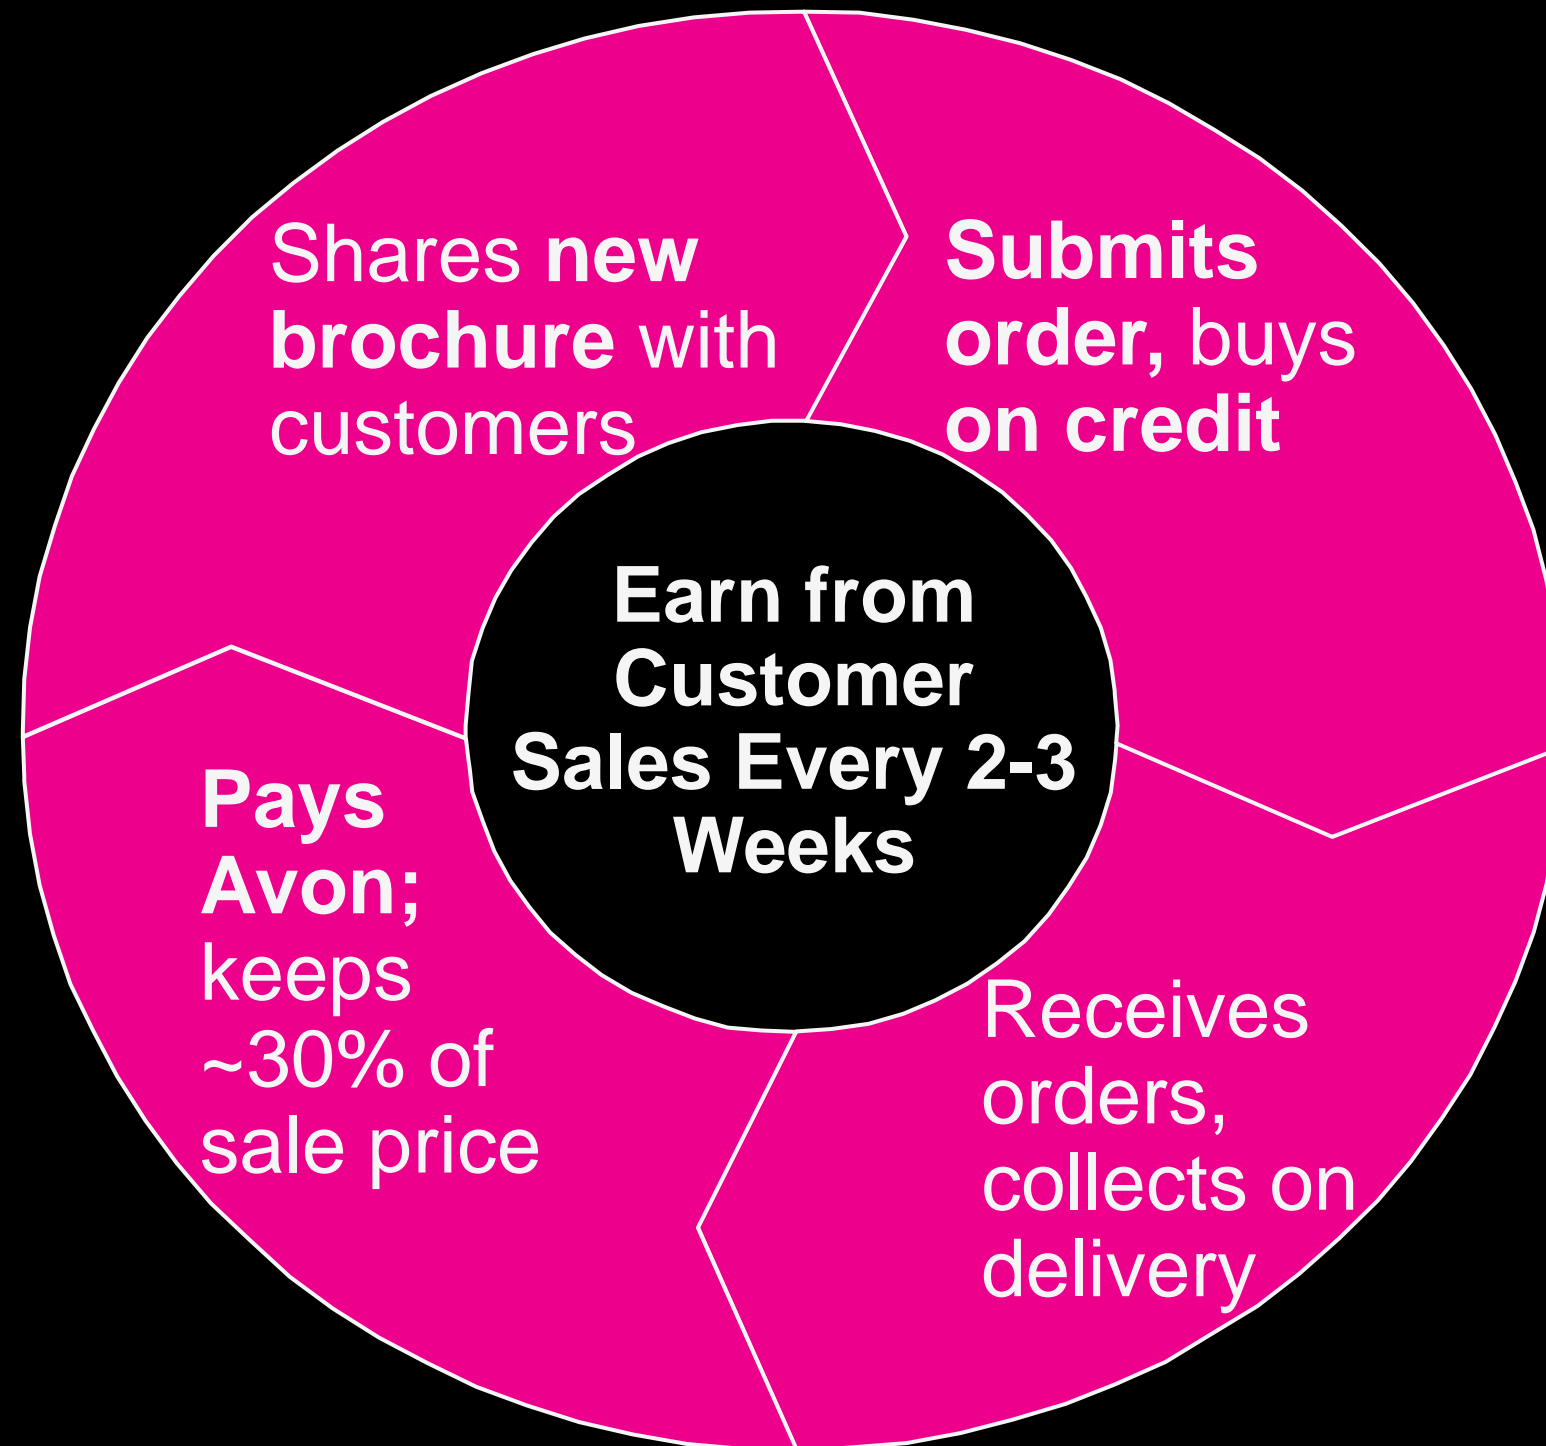 Shares new
brochure with
customers
Submits
order, buys
on credit
Earn from
Customer
Sales Every 2-3
Weeks
Receives
orders,
collects on
delivery
Pays
Avon;
keeps
~30% of
sale price